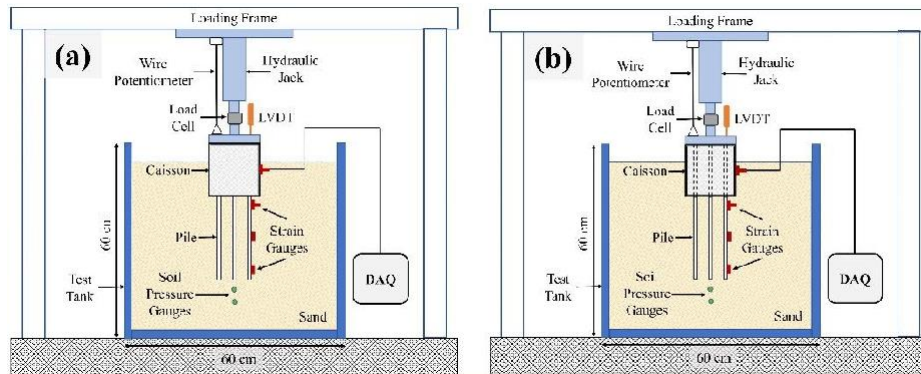 Loading Frame
(a)
Wire
Potentiometer
Hydraulic
Jack
Load
Cell
LVDT
Caisson
60 cm
Pile
Strain
Gauges
Test
Tank
Soil
Pressure
Gauges
Sand
DAQ
60 cm
Loading Frame
(b)
Wire
Potentiometer
Hydraulic
Jack
Load
Cell
LVDT
Caisson
60 cm
Pile
Strain
Gauges
Test
Tank
Soil
Pressure
Gauges
Sand
DAQ
60 cm